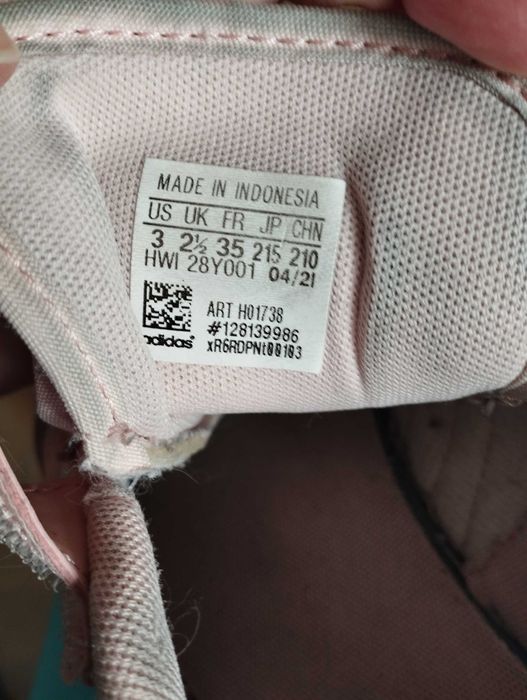 MADE IN INDONESIA
US UK FR JP CHN
3 2½ 35 215 210
HWI 28Y001 04/21
ART H01738
#128139986
adidas® xR6RDPNt00103